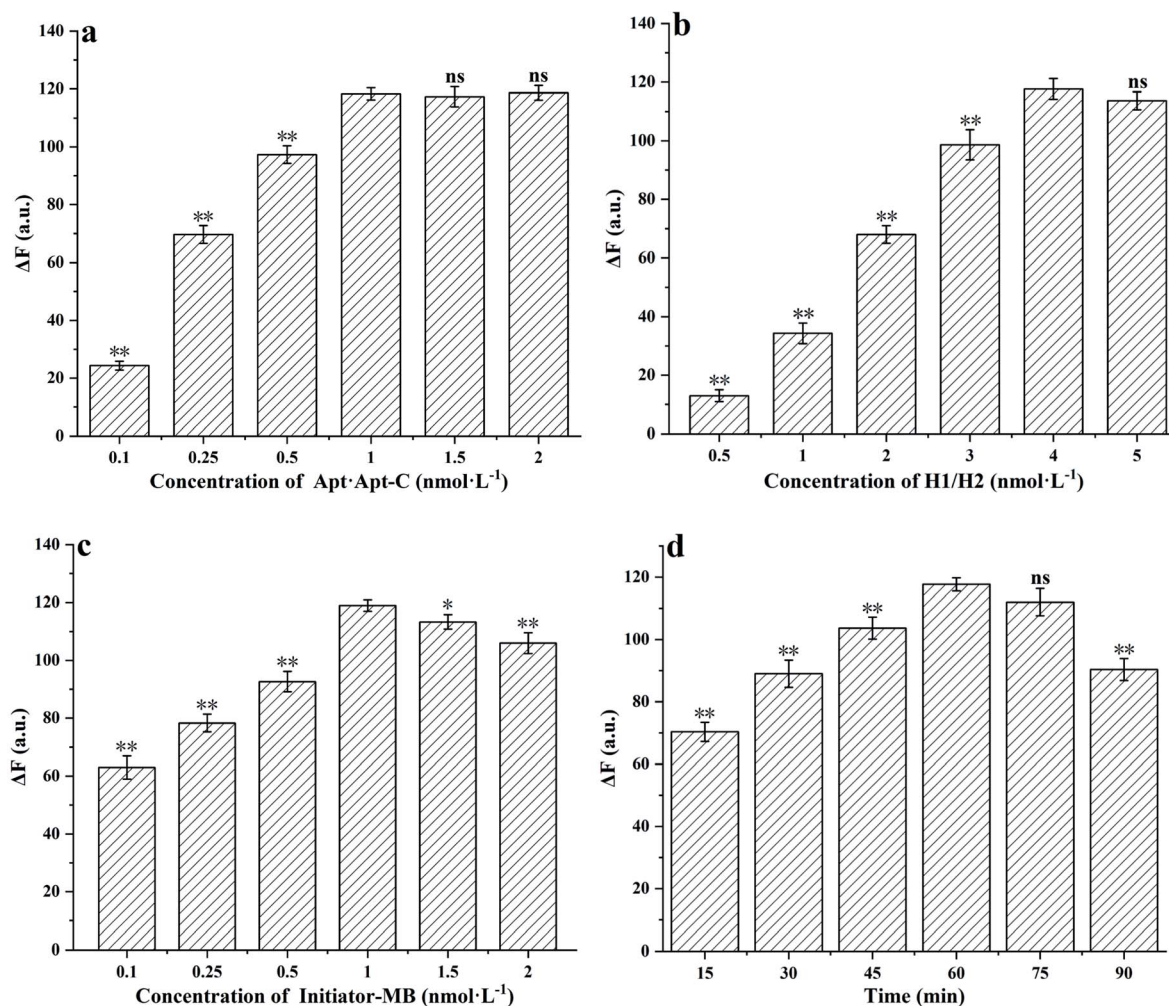 a
140
120
100
80
60
40
20
0
ΔF (a.u.)
**
**
**
ns
ns
0.1 0.25 0.5 1 1.5 2
Concentration of Apt·Apt-C (nmol·L⁻¹)
b
140
120
100
80
60
40
20
0
ΔF (a.u.)
**
**
**
**
ns
0.5 1 2 3 4 5
Concentration of H1/H2 (nmol·L⁻¹)
c
140
120
100
80
60
40
20
0
ΔF (a.u.)
**
**
**
*
**
0.1 0.25 0.5 1 1.5 2
Concentration of Initiator-MB (nmol·L⁻¹)
d
120
100
80
60
40
20
0
ΔF (a.u.)
**
**
**
ns
**
15 30 45 60 75 90
Time (min)